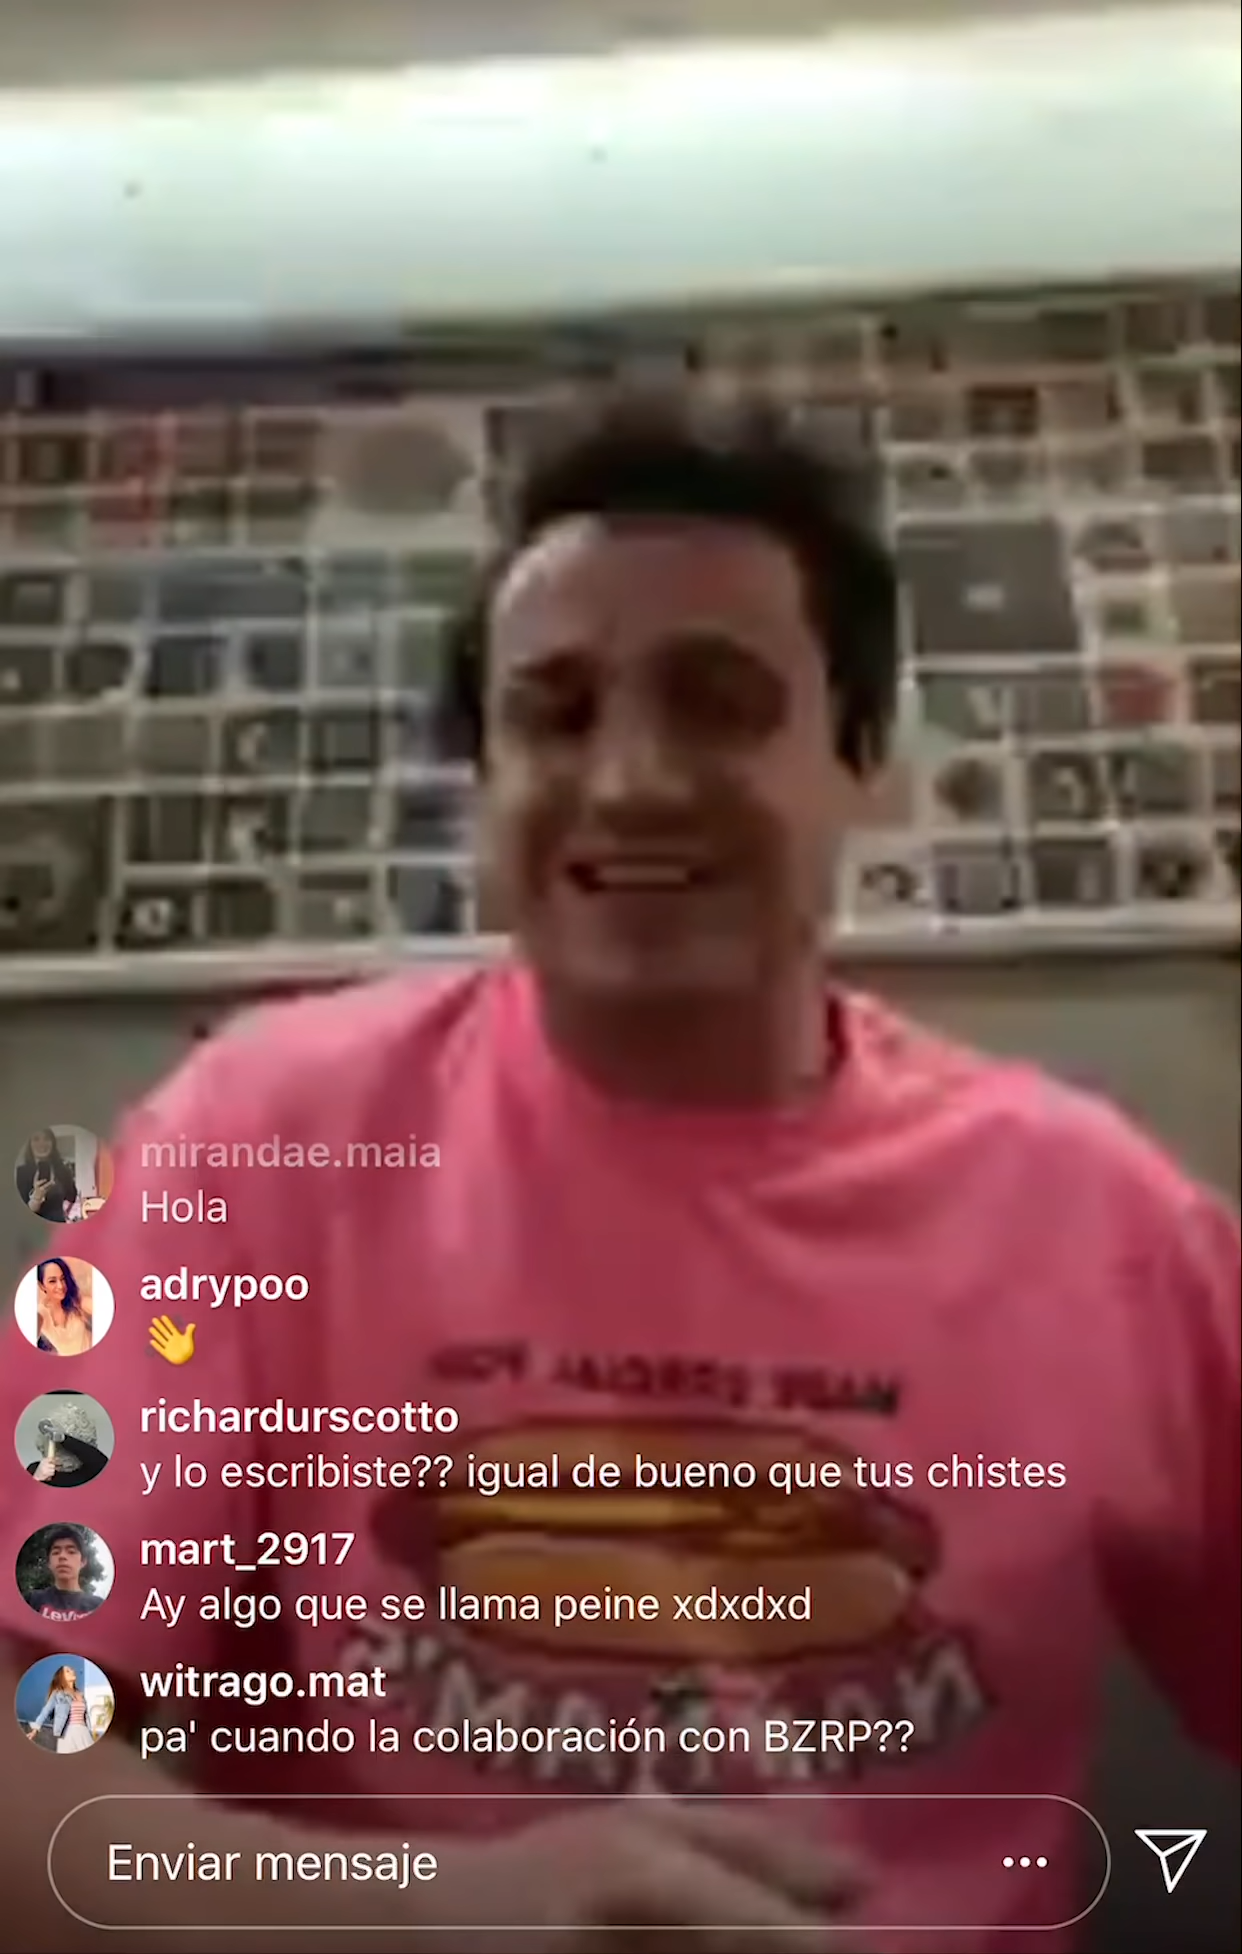 mirandae.maia
Hola
adrypoo
👋
richardurscotto
y lo escribiste?? igual de bueno que tus chistes
mart_2917
Ay algo que se llama peine xdxdxd
witrago.mat
pa' cuando la colaboración con BZRP??
Enviar mensaje